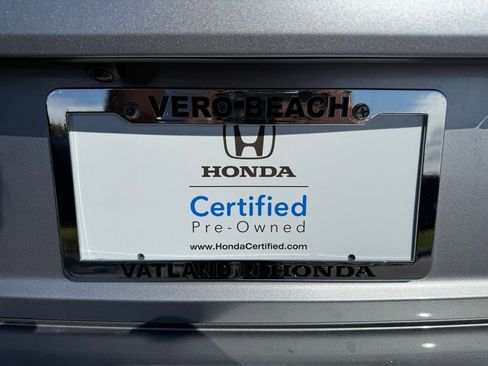 VERO BEACH
HONDA
Certified
Pre-Owned
www.HondaCertified.com
VATLAND HONDA